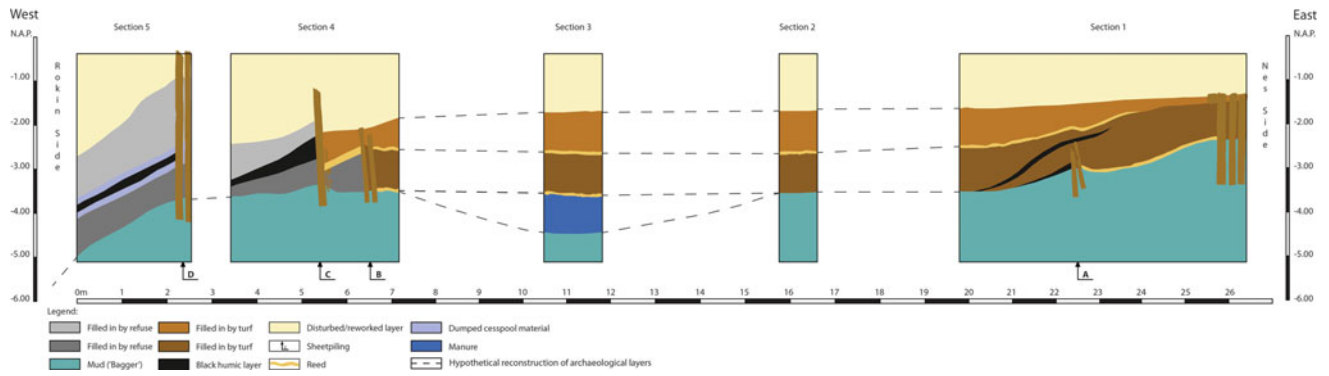 West
East
Section 5
Section 4
Section 3
Section 2
Section 1
N.A.P.
N.A.P.
Rokin Side
Nes Side
-1.00
-1.00
-2.00
-2.00
-3.00
-3.00
-4.00
-4.00
-5.00
-5.00
-6.00
-6.00
D
C
B
A
0m 1 2 3 4 5 6 7 10 11 12 13 14 15 16 17 18 19 20 21 22 23 24 25 26
Legend:
Filled in by refuse
Filled in by turf
Disturbed/reworked layer
Dumped cesspool material
Filled in by refuse
Filled in by turf
Sheetpiling
Manure
Mud ('Bagger')
Black humic layer
Reed
Hypothetical reconstruction of archaeological layers